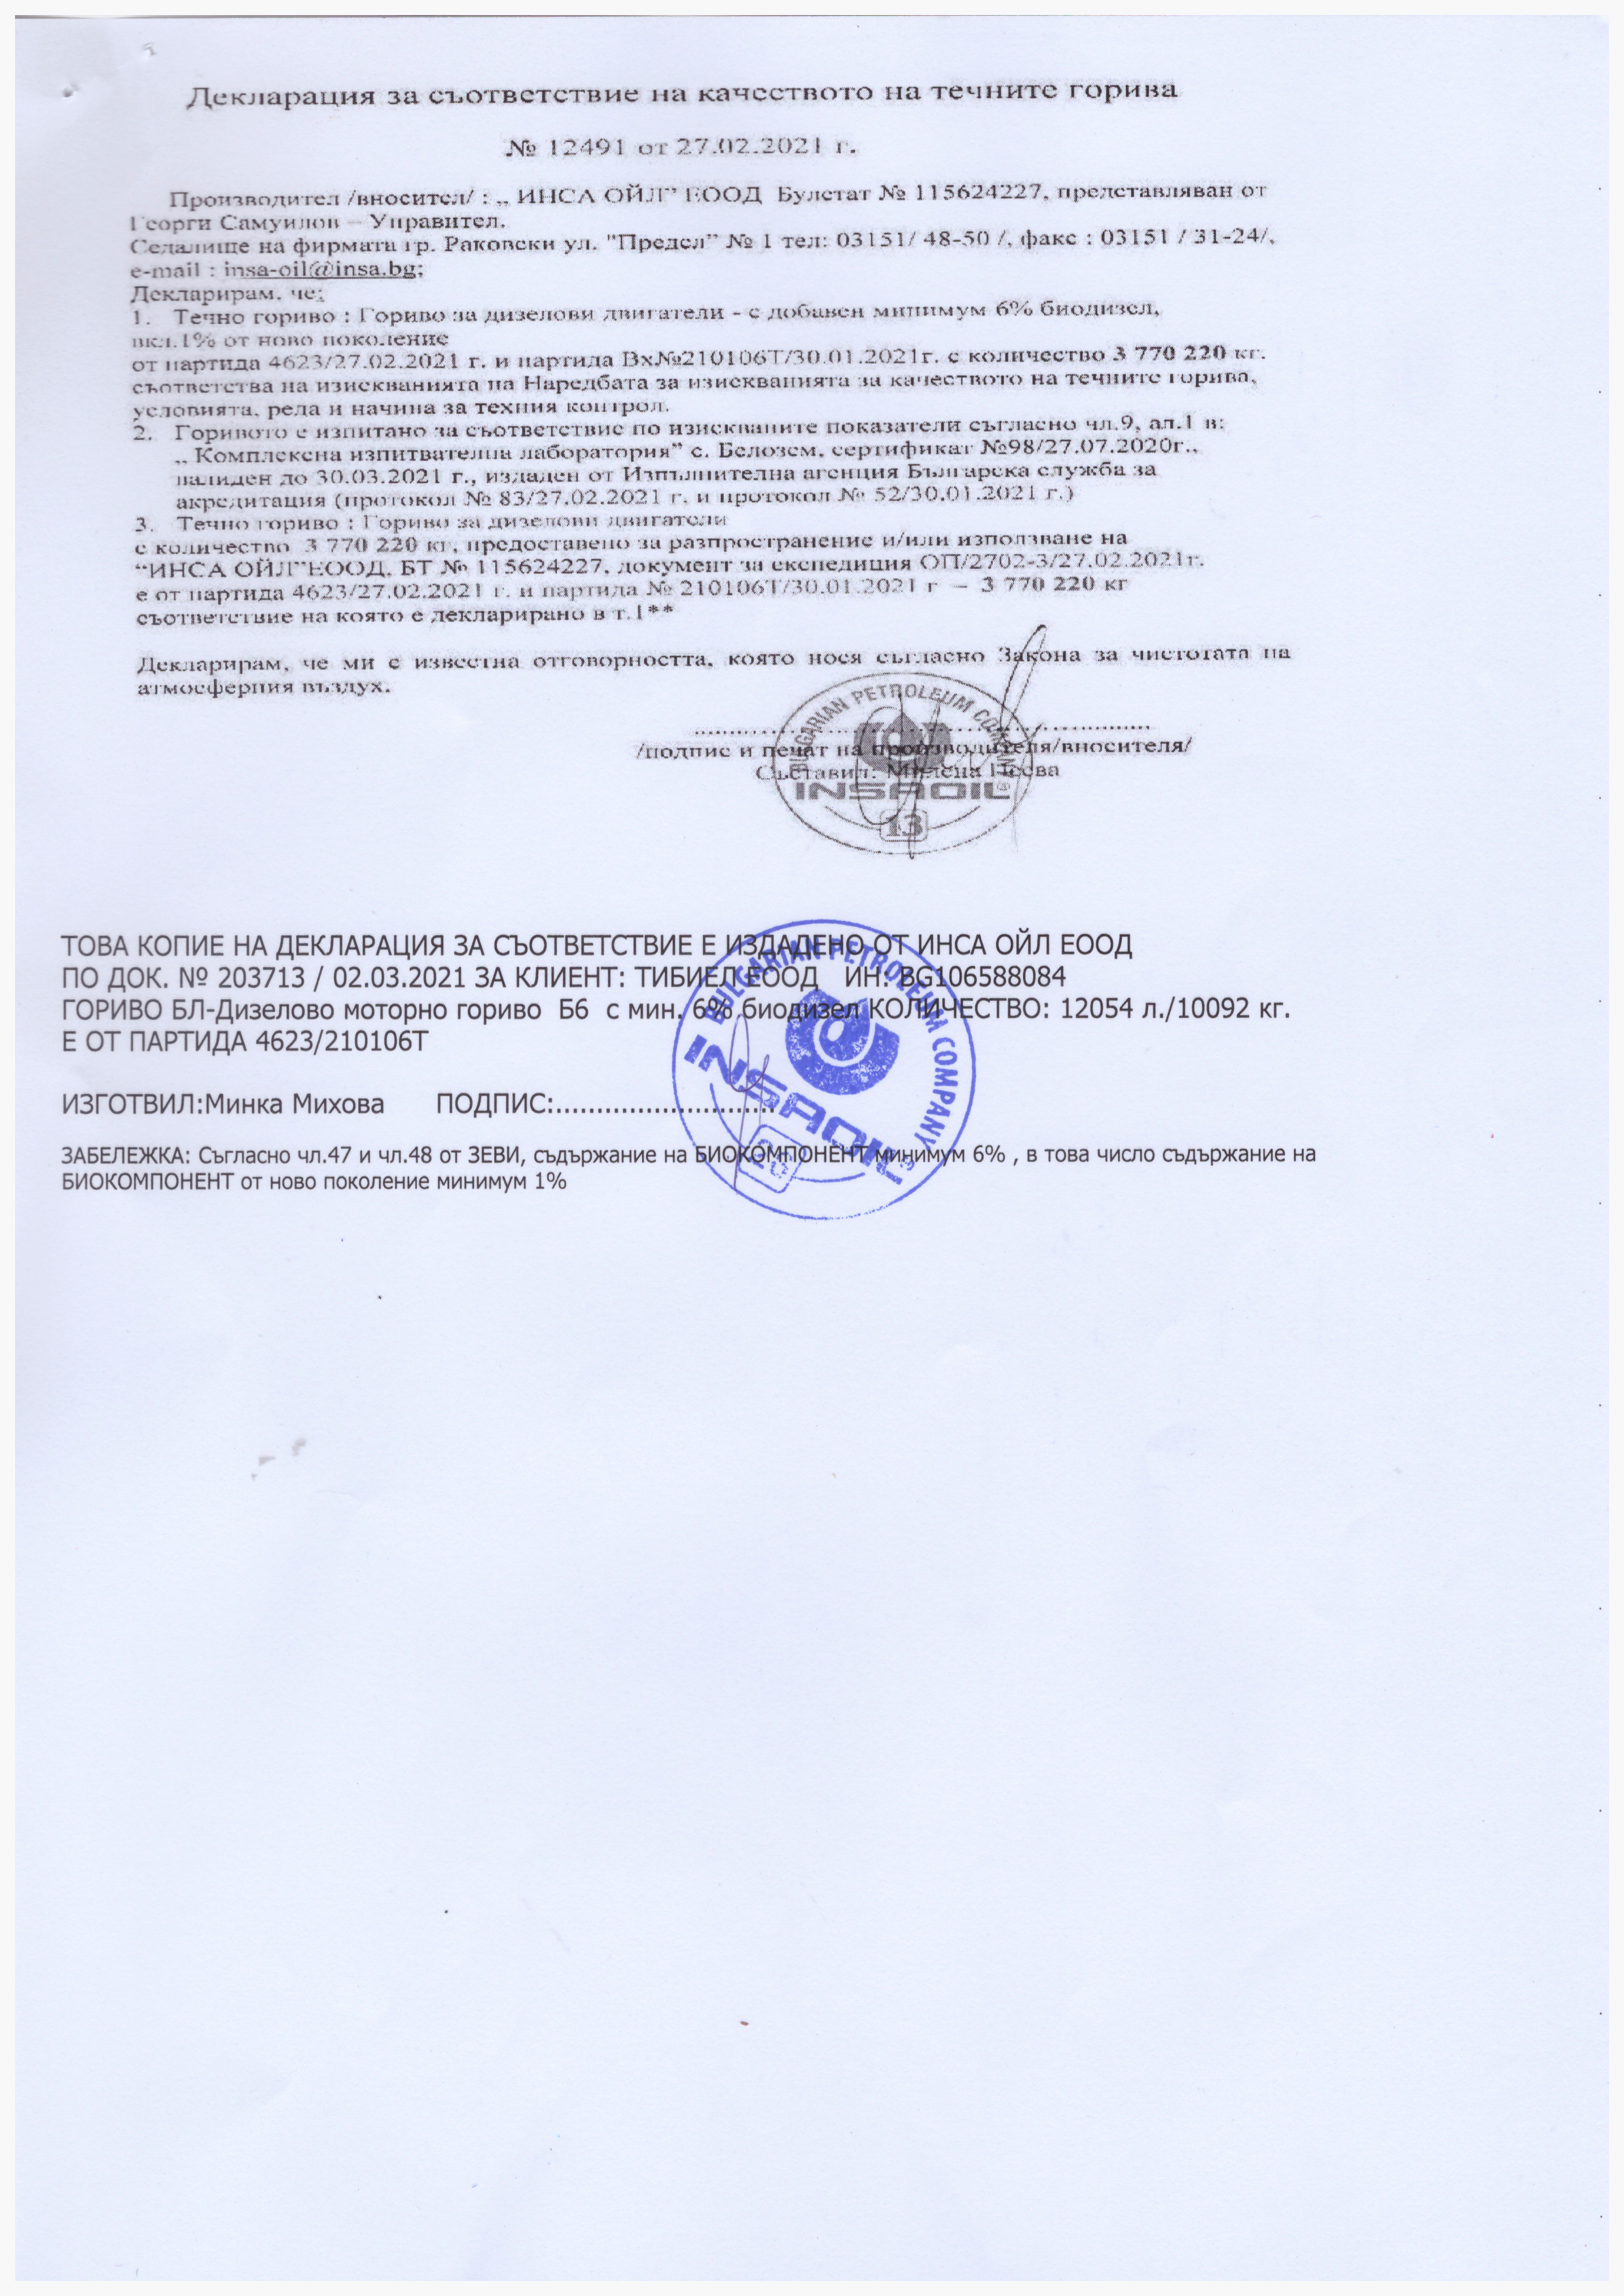 Декларация за съответствие на качеството на течните горива
№ 12491 от 27.02.2021 г.
Производител /вносител/ : „ ИНСА ОЙЛ” ЕООД Булстат № 115624227, представляван от
Георги Самуилов – Управител.
Седалище на фирмата гр. Раковски ул. "Предел” № 1 тел: 03151/ 48-50 /, факс : 03151 / 31-24/,
e-mail : insa-oil@insa.bg;
Декларирам, че;
1. Течно гориво : Гориво за дизелови двигатели - с добавен минимум 6% биодизел,
вкл.1% от ново поколение
от партида 4623/27.02.2021 г. и партида Вх№210106Т/30.01.2021г. с количество 3 770 220 кг.
съответства на изискванията на Наредбата за изискванията за качеството на течните горива,
условията, реда и начина за техния контрол.
2. Горивото е изпитано за съответствие по изискваните показатели съгласно чл.9, ал.1 в:
„ Комплексна изпитвателна лаборатория” с. Белозем, сертификат №98/27.07.2020г.,
валиден до 30.03.2021 г., издаден от Изпълнителна агенция Българска служба за
акредитация (протокол № 83/27.02.2021 г. и протокол № 52/30.01.2021 г.)
3. Течно гориво : Гориво за дизелови двигатели
с количество 3 770 220 кг, предоставено за разпространение и/или използване на
“ИНСА ОЙЛ”ЕООД, БТ № 115624227, документ за експедиция ОП/2702-3/27.02.2021г.
е от партида 4623/27.02.2021 г. и партида № 210106Т/30.01.2021 г – 3 770 220 кг
съответствие на която е декларирано в т.1**
Декларирам, че ми е известна отговорността, която нося съгласно Закона за чистотата на
атмосферния въздух.
/подпис и печат на производителя/вносителя/
Съставил: Милена Пеева
BULGARIAN PETROLEUM COMPANY
INSAOIL®
13
ТОВА КОПИЕ НА ДЕКЛАРАЦИЯ ЗА СЪОТВЕТСТВИЕ Е ИЗДАДЕНО ОТ ИНСА ОЙЛ ЕООД
ПО ДОК. № 203713 / 02.03.2021 ЗА КЛИЕНТ: ТИБИЕЛ ЕООД ИН: BG106588084
ГОРИВО БЛ-Дизелово моторно гориво Б6 с мин. 6% биодизел КОЛИЧЕСТВО: 12054 л./10092 кг.
Е ОТ ПАРТИДА 4623/210106Т
BULGARIAN PETROLEUM COMPANY
INSAOIL®
ИЗГОТВИЛ:Минка Михова ПОДПИС:............................
ЗАБЕЛЕЖКА: Съгласно чл.47 и чл.48 от ЗЕВИ, съдържание на БИОКОМПОНЕНТ минимум 6% , в това число съдържание на
БИОКОМПОНЕНТ от ново поколение минимум 1%